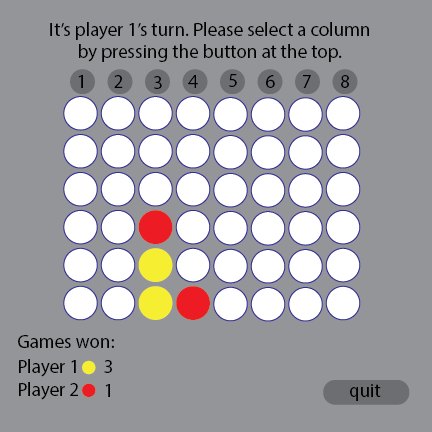 It's player 1's turn. Please select a column
by pressing the button at the top.
1 2 3 4 5 6 7 8
Games won:
Player 1 3
Player 2 1
quit